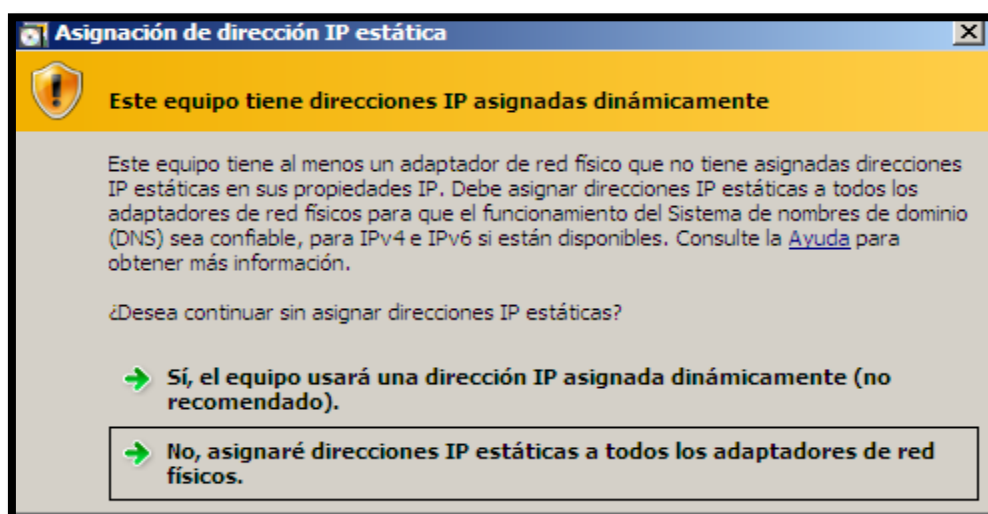 Asignación de dirección IP estática
Este equipo tiene direcciones IP asignadas dinámicamente
Este equipo tiene al menos un adaptador de red físico que no tiene asignadas direcciones
IP estáticas en sus propiedades IP. Debe asignar direcciones IP estáticas a todos los
adaptadores de red físicos para que el funcionamiento del Sistema de nombres de dominio
(DNS) sea confiable, para IPv4 e IPv6 si están disponibles. Consulte la Ayuda para
obtener más información.
¿Desea continuar sin asignar direcciones IP estáticas?
Sí, el equipo usará una dirección IP asignada dinámicamente (no
recomendado).
No, asignaré direcciones IP estáticas a todos los adaptadores de red
físicos.